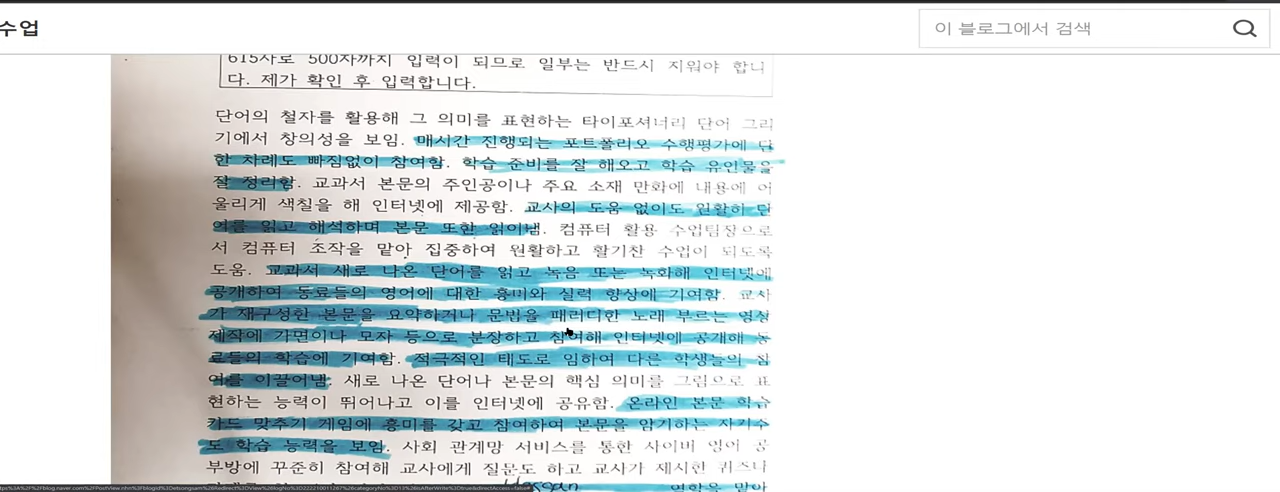 수업
이 블로그에서 검색
615자로 500자까지 입력이 되므로 일부는 반드시 지워야 합니
다. 제가 확인 후 입력합니다.
단어의 철자를 활용해 그 의미를 표현하는 타이포셔너리 단어 그리
기에서 창의성을 보임. 매시간 진행되는 포트폴리오 수행평가에 단
한 차례도 빠짐없이 참여함. 학습 준비를 잘 해오고 학습 유인물을
잘 정리함. 교과서 본문의 주인공이나 주요 소재 만화에 내용에 어
울리게 색칠을 해 인터넷에 제공함. 교사의 도움 없이도 원활히 단
어를 읽고 해석하며 본문 또한 읽어냄. 컴퓨터 활용 수업팀장으로
서 컴퓨터 조작을 맡아 집중하여 원활하고 활기찬 수업이 되도록
도움. 교과서 새로 나온 단어를 읽고 녹음 또는 녹화해 인터넷에
공개하여 동료들의 영어에 대한 흥미와 실력 향상에 기여함. 교사
가 재구성한 본문을 요약하거나 문법을 패러디한 노래 부르는 영상
제작에 가면이나 모자 등으로 분장하고 참여해 인터넷에 공개해 동
료들의 학습에 기여함. 적극적인 태도로 임하여 다른 학생들의 참
여를 이끌어냄. 새로 나온 단어나 본문의 핵심 의미를 그림으로 표
현하는 능력이 뛰어나고 이를 인터넷에 공유함. 온라인 본문 학습
카드 맞추기 게임에 흥미를 갖고 참여하여 본문을 암기하는 자기주
도 학습 능력을 보임. 사회 관계망 서비스를 통한 사이버 영어 공
부방에 꾸준히 참여해 교사에게 질문도 하고 교사가 제시한 퀴즈나